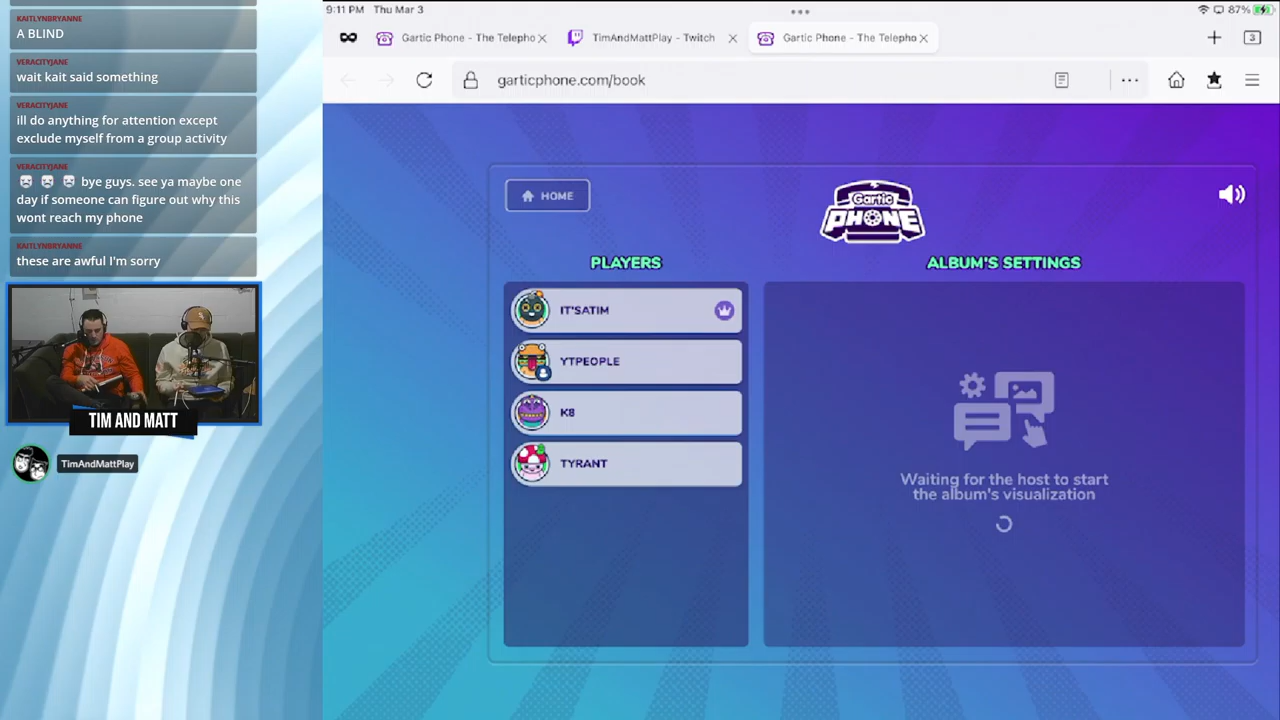 KAITLYNBRYANNE
A BLIND
VERACITYJANE
wait kait said something
VERACITYJANE
ill do anything for attention except
exclude myself from a group activity
VERACITYJANE
bye guys. see ya maybe one
day if someone can figure out why this
wont reach my phone
KAITLYNBRYANNE
these are awful I'm sorry
TIM AND MATT
TimAndMattPlay
9:11 PM Thu Mar 3
87%
Gartic Phone - The Telepho
TimAndMattPlay - Twitch
Gartic Phone - The Telepho
3
garticphone.com/book
HOME
Gartic
PHONE
PLAYERS
IT'SATIM
YTPEOPLE
K8
TYRANT
ALBUM'S SETTINGS
Waiting for the host to start
the album's visualization